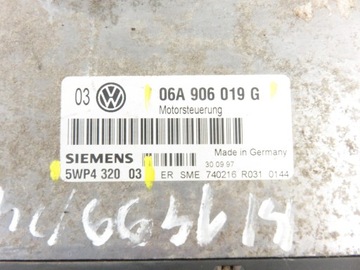 03 06A 906 019 G
Motorsteuerung
SIEMENS
Made in Germany
30 09.97
5WP4 320 03 ER SME 740216 R031 0144